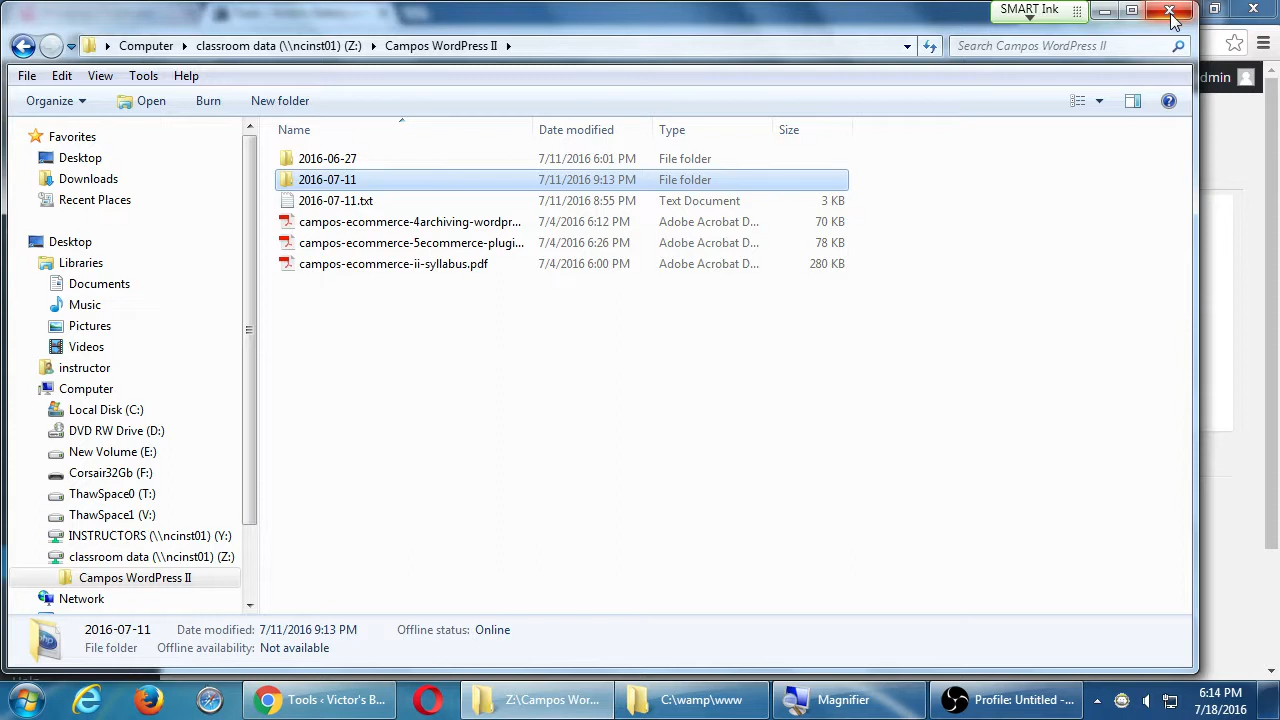 SMART Ink
Computer classroom data (\\ncinst01) (Z:) Campos WordPress II
Search Campos WordPress II
dmin
File Edit View Tools Help
Organize Open Burn New folder
Name Date modified Type Size
Favorites
Desktop
Downloads
Recent Places
Desktop
Libraries
Documents
Music
Pictures
Videos
instructor
Computer
Local Disk (C:)
DVD RW Drive (D:)
New Volume (E:)
Corsair32Gb (F:)
ThawSpace0 (T:)
ThawSpace1 (V:)
INSTRUCTORS (\\ncinst01) (Y:)
classroom data (\\ncinst01) (Z:)
Campos WordPress II
Network
2016-06-27 7/11/2016 6:01 PM File folder
2016-07-11 7/11/2016 9:13 PM File folder
2016-07-11.txt 7/11/2016 8:55 PM Text Document 3 KB
campos-ecommerce-4archiving-wordpr... 7/4/2016 6:12 PM Adobe Acrobat D... 70 KB
campos-ecommerce-5ecommerce-plugi... 7/4/2016 6:26 PM Adobe Acrobat D... 78 KB
campos-ecommerce-ii-syllabus.pdf 7/4/2016 6:00 PM Adobe Acrobat D... 280 KB
2016-07-11 Date modified: 7/11/2016 9:13 PM Offline status: Online
File folder Offline availability: Not available
Tools ‹ Victor's B...
Z:\Campos Wor...
C:\wamp\www
Magnifier
Profile: Untitled - ...
6:14 PM
7/18/2016